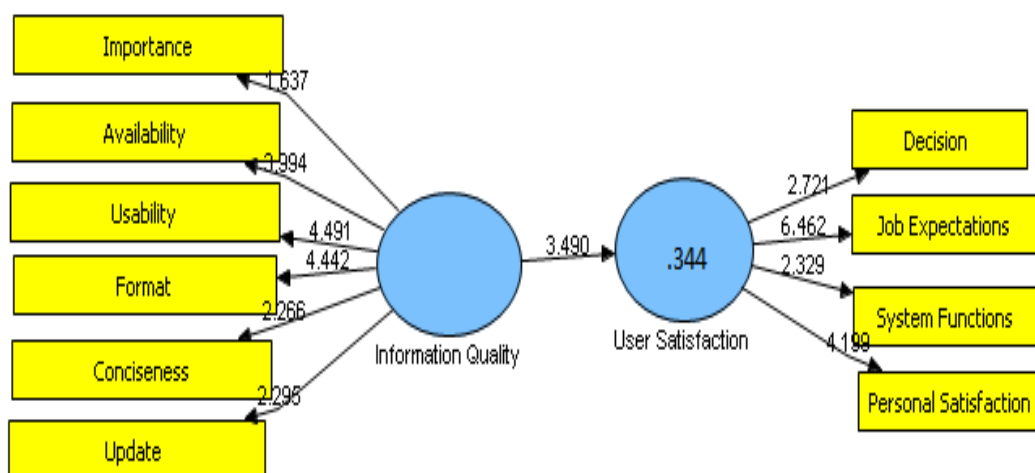 Importance
1.637
Availability
3.994
Usability
4.491
Format
4.442
Conciseness
2.266
Update
2.295
Information Quality
3.490
.344
User Satisfaction
Decision
2.721
Job Expectations
6.462
System Functions
2.329
Personal Satisfaction
4.199